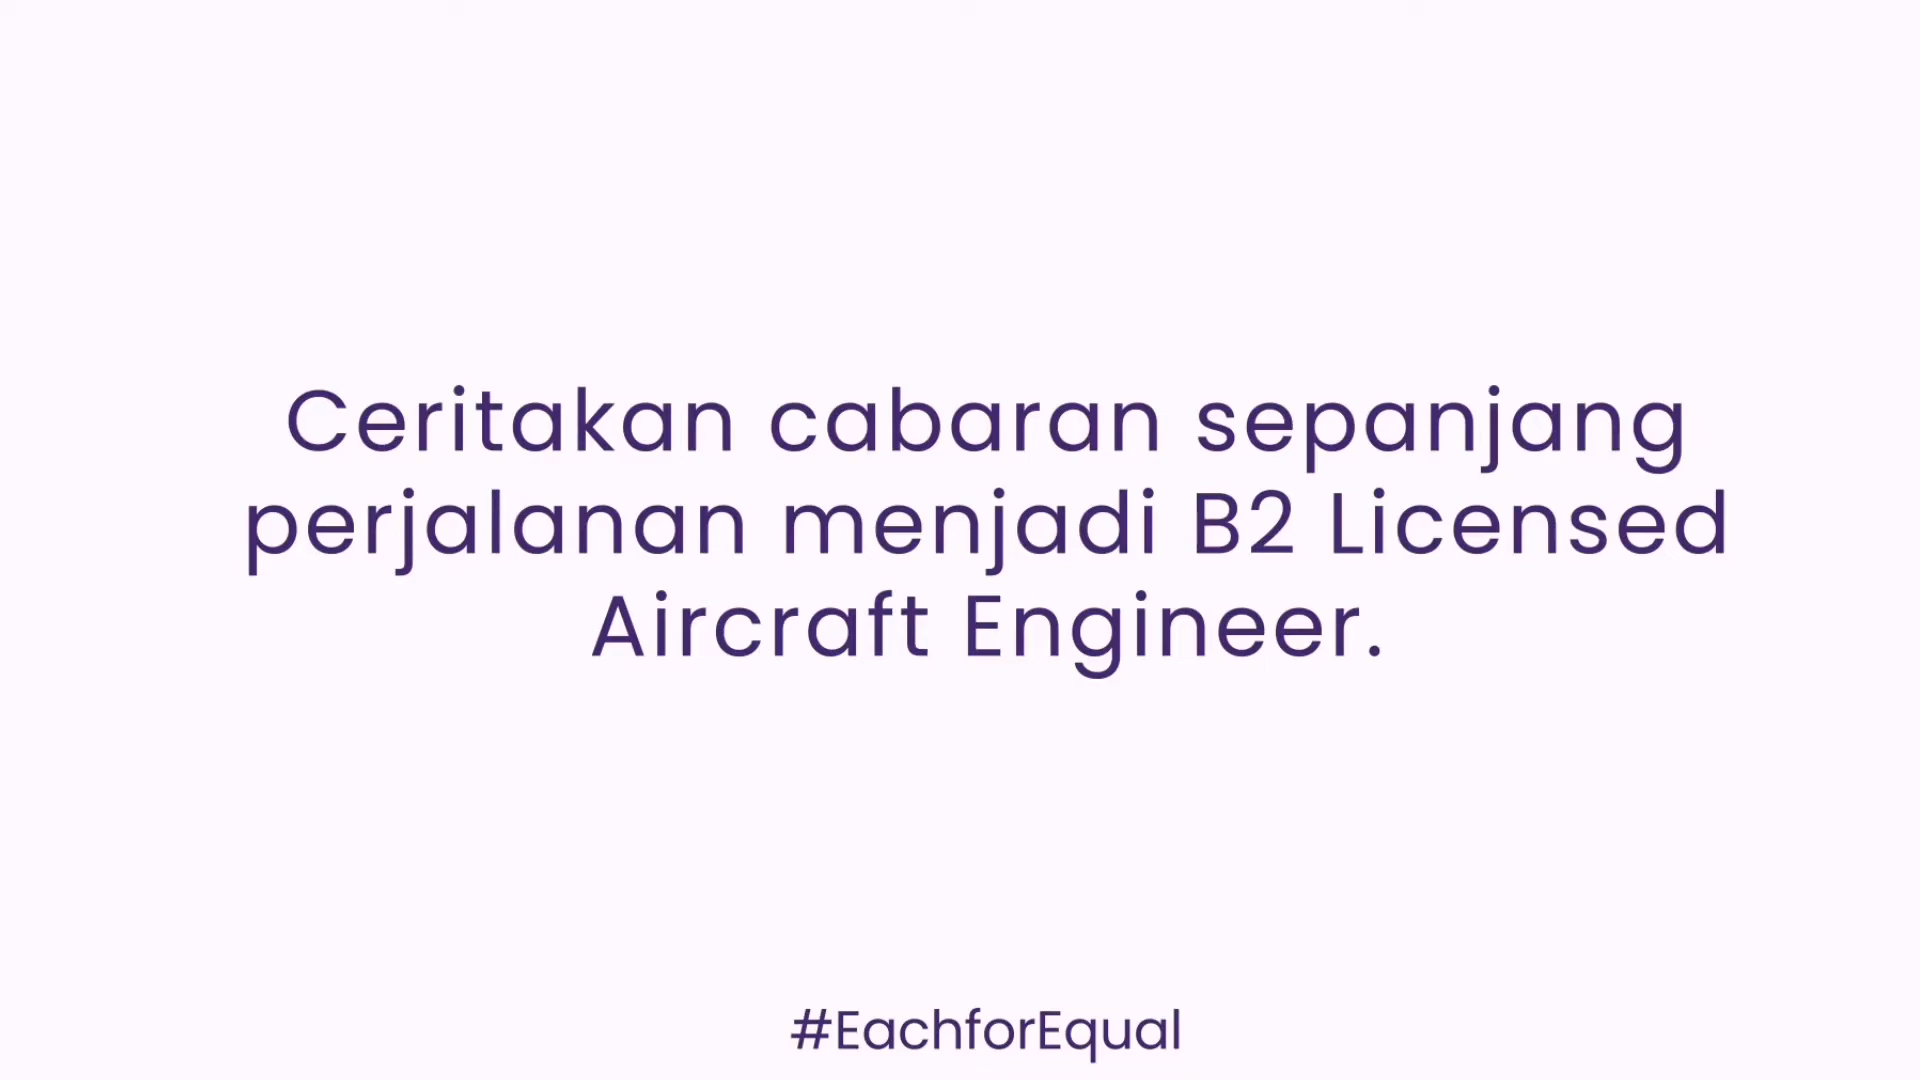 Ceritakan cabaran sepanjang
perjalanan menjadi B2 Licensed
Aircraft Engineer.
#EachforEqual